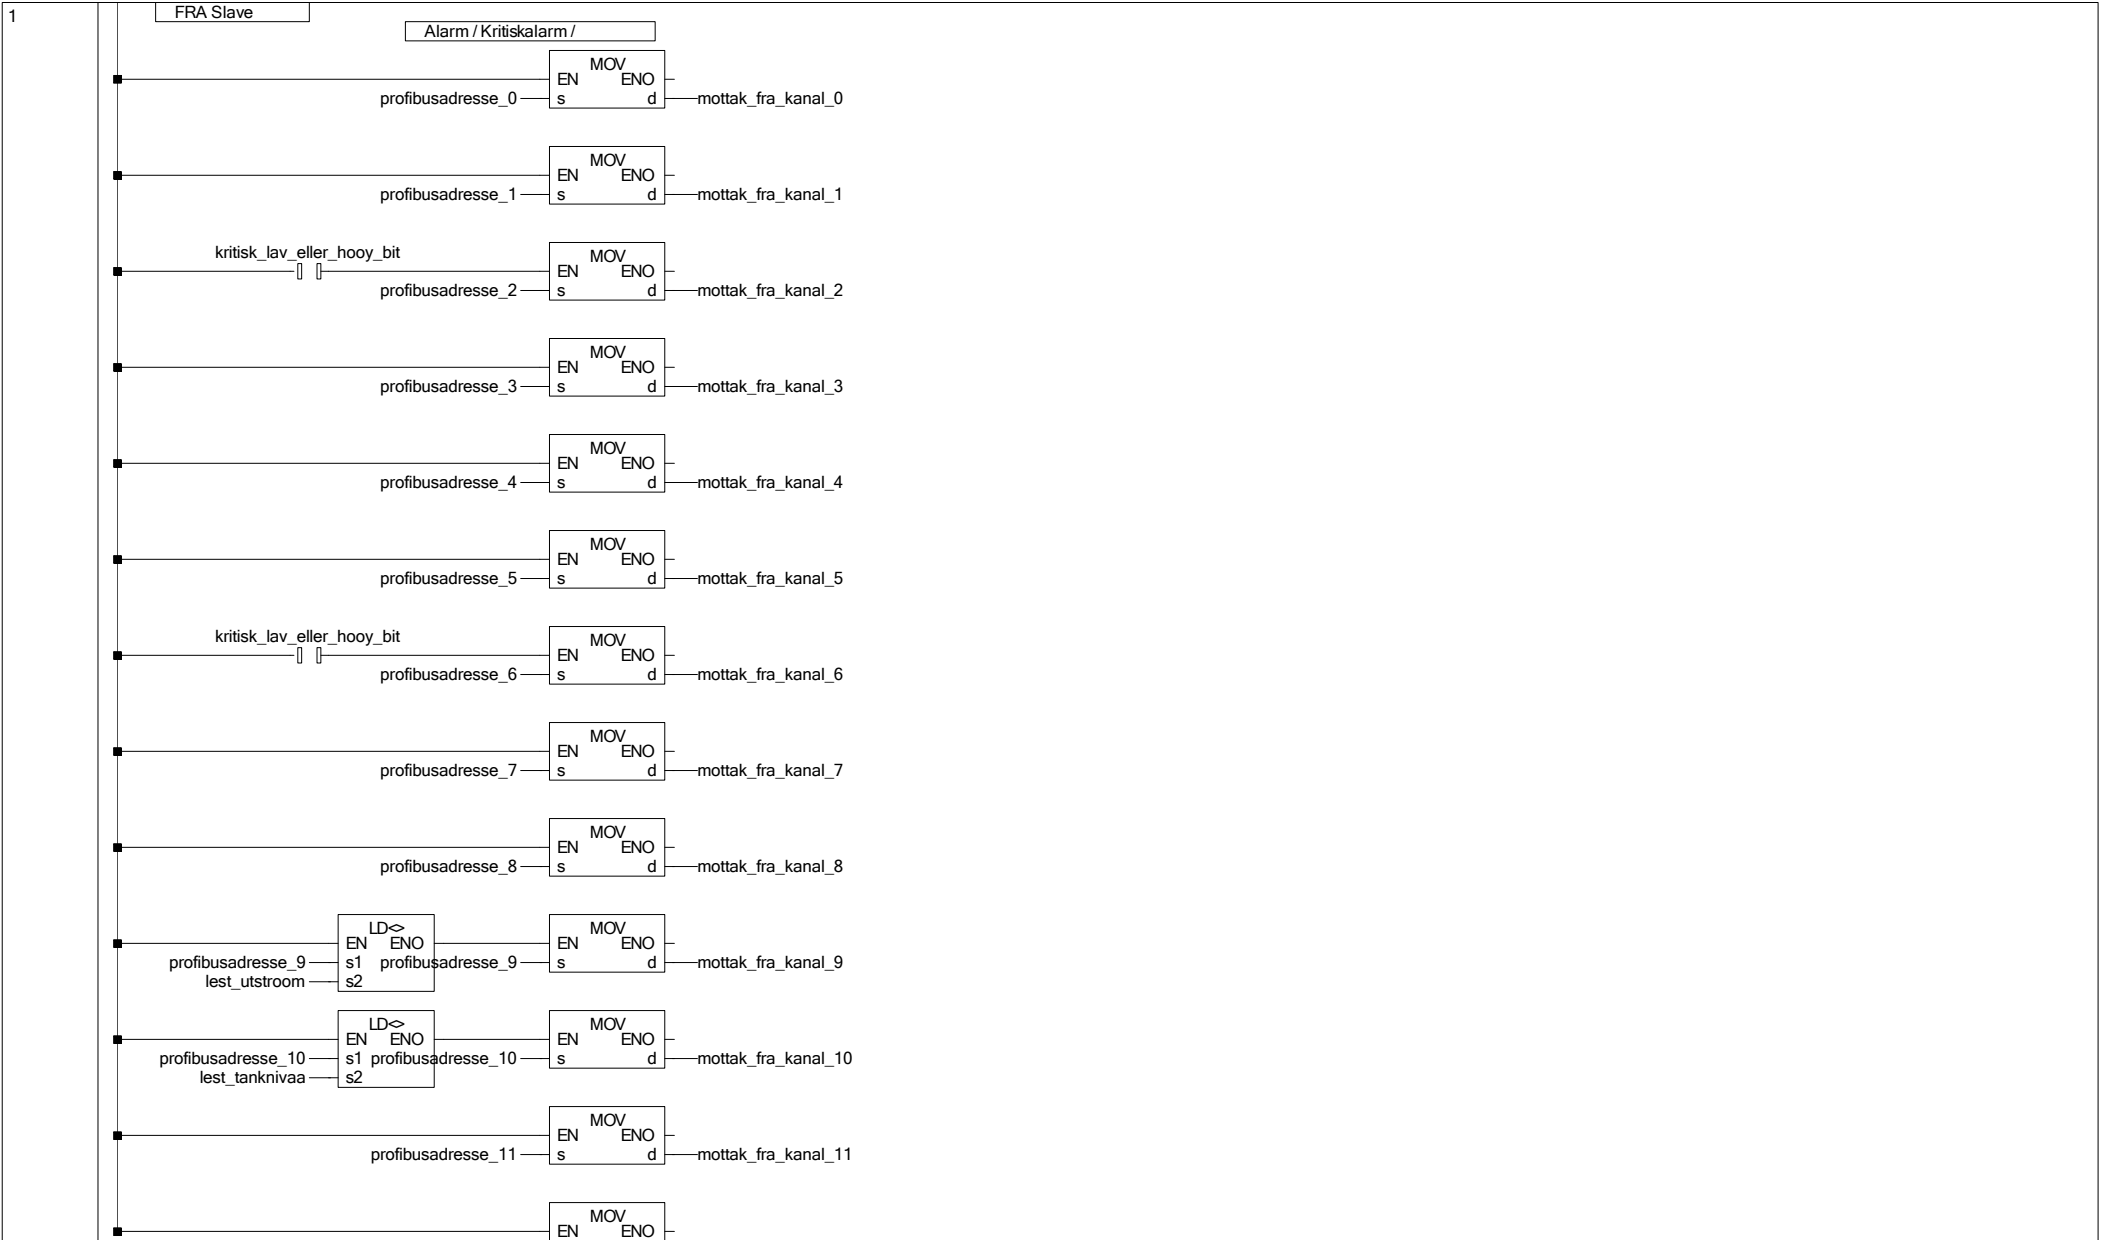 1
FRA Slave
Alarm / Kritiskalarm /
MOV
EN ENO
profibusadresse_0 s d mottak_fra_kanal_0
MOV
EN ENO
profibusadresse_1 s d mottak_fra_kanal_1
kritisk_lav_eller_hooy_bit
MOV
EN ENO
profibusadresse_2 s d mottak_fra_kanal_2
MOV
EN ENO
profibusadresse_3 s d mottak_fra_kanal_3
MOV
EN ENO
profibusadresse_4 s d mottak_fra_kanal_4
MOV
EN ENO
profibusadresse_5 s d mottak_fra_kanal_5
kritisk_lav_eller_hooy_bit
MOV
EN ENO
profibusadresse_6 s d mottak_fra_kanal_6
MOV
EN ENO
profibusadresse_7 s d mottak_fra_kanal_7
MOV
EN ENO
profibusadresse_8 s d mottak_fra_kanal_8
LD<> MOV
EN ENO EN ENO
profibusadresse_9 s1 profibusadresse_9 s d mottak_fra_kanal_9
lest_utstroom s2
LD<> MOV
EN ENO EN ENO
profibusadresse_10 s1 profibusadresse_10 s d mottak_fra_kanal_10
lest_tanknivaa s2
MOV
EN ENO
profibusadresse_11 s d mottak_fra_kanal_11
MOV
EN ENO